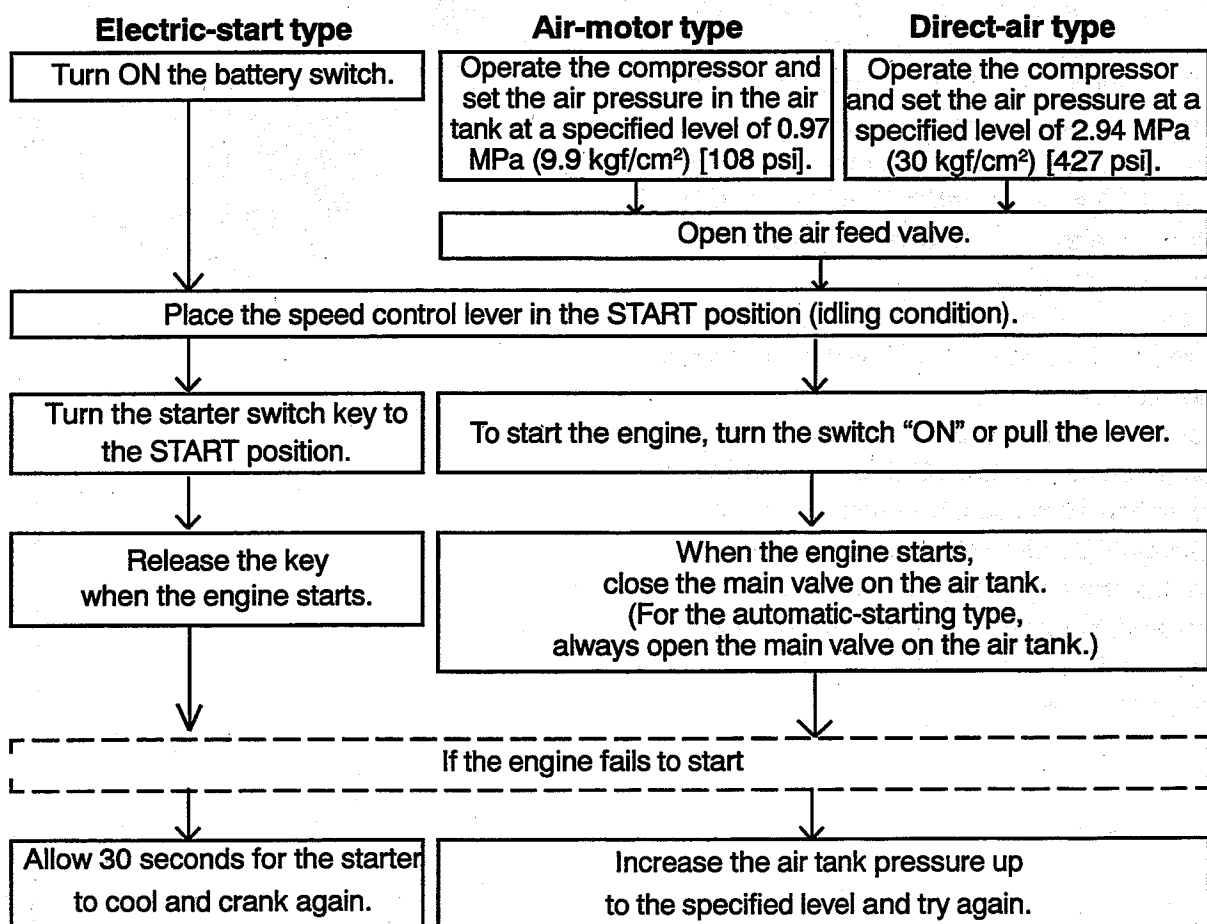 Electric-start type
Air-motor type
Direct-air type
Turn ON the battery switch.
Operate the compressor and
set the air pressure in the air
tank at a specified level of 0.97
MPa (9.9 kgf/cm²) [108 psi].
Operate the compressor
and set the air pressure at a
specified level of 2.94 MPa
(30 kgf/cm²) [427 psi].
Open the air feed valve.
Place the speed control lever in the START position (idling condition).
Turn the starter switch key to
the START position.
To start the engine, turn the switch “ON” or pull the lever.
Release the key
when the engine starts.
When the engine starts,
close the main valve on the air tank.
(For the automatic-starting type,
always open the main valve on the air tank.)
If the engine fails to start
Allow 30 seconds for the starter
to cool and crank again.
Increase the air tank pressure up
to the specified level and try again.